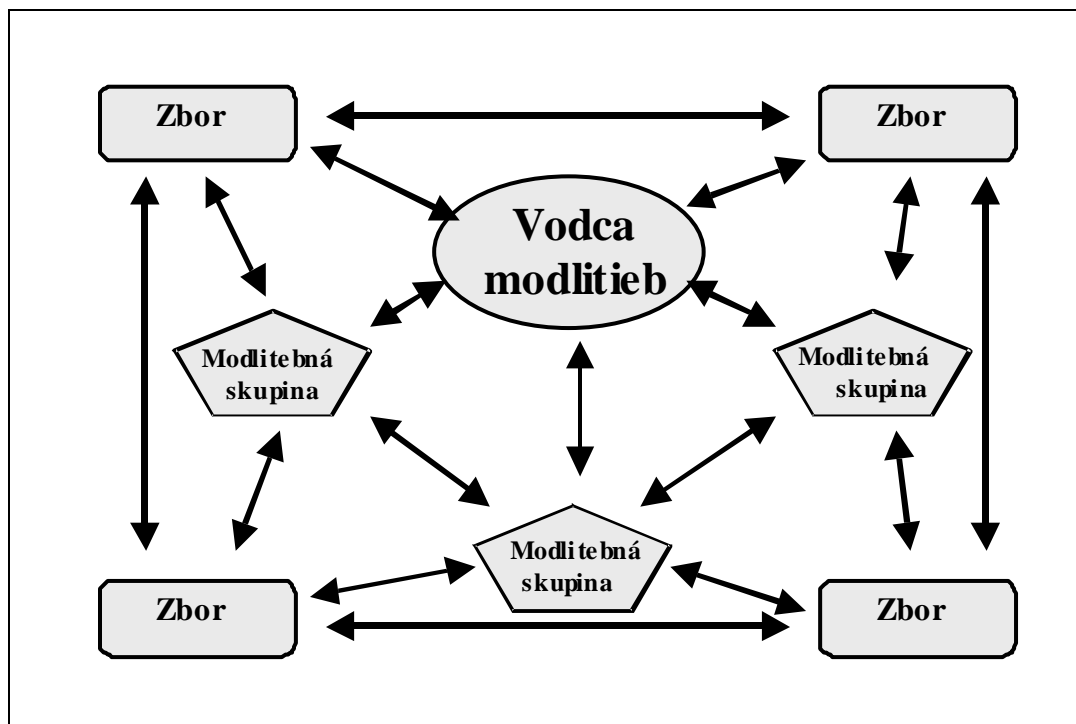 Zbor
Zbor
Vodca
modlitieb
Modlitebná
skupina
Modlitebná
skupina
Modlitebná
skupina
Zbor
Zbor